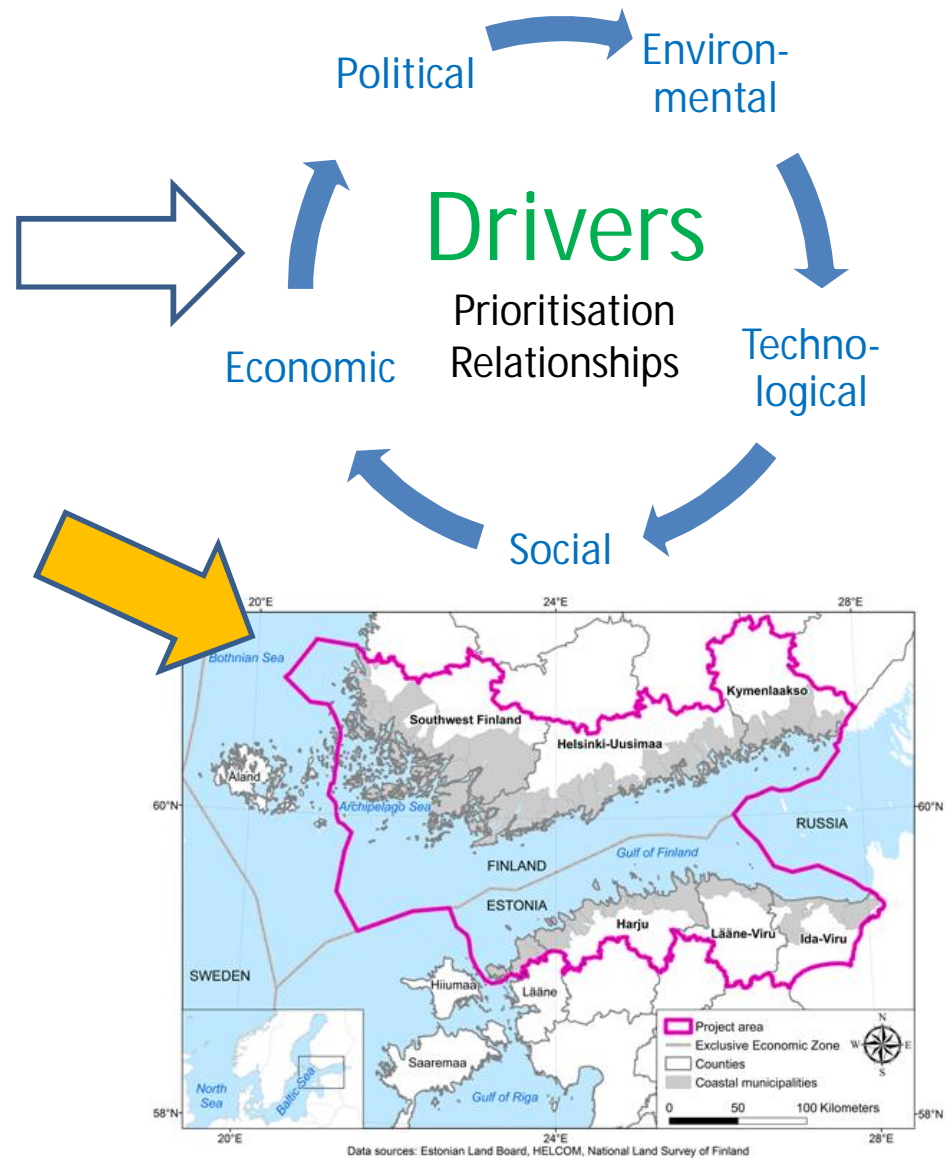 Political
Environ-
mental
Drivers
Prioritisation
Relationships
Economic
Techno-
logical
Social
20°E
24°E
28°E
Bothnian Sea
Kymenlaakso
Southwest Finland
Helsinki-Uusimaa
Åland
Archipelago Sea
60°N
60°N
RUSSIA
FINLAND
Gulf of Finland
ESTONIA
Harju
Lääne-Viru
Ida-Viru
SWEDEN
Hiiumaa
Lääne
Saaremaa
Gulf of Riga
North
Sea
Baltic Sea
Project area
Exclusive Economic Zone
Counties
Coastal municipalities
N
W
E
S
0 50 100 Kilometers
58°N
58°N
20°E
24°E
28°E
Data sources: Estonian Land Board, HELCOM, National Land Survey of Finland